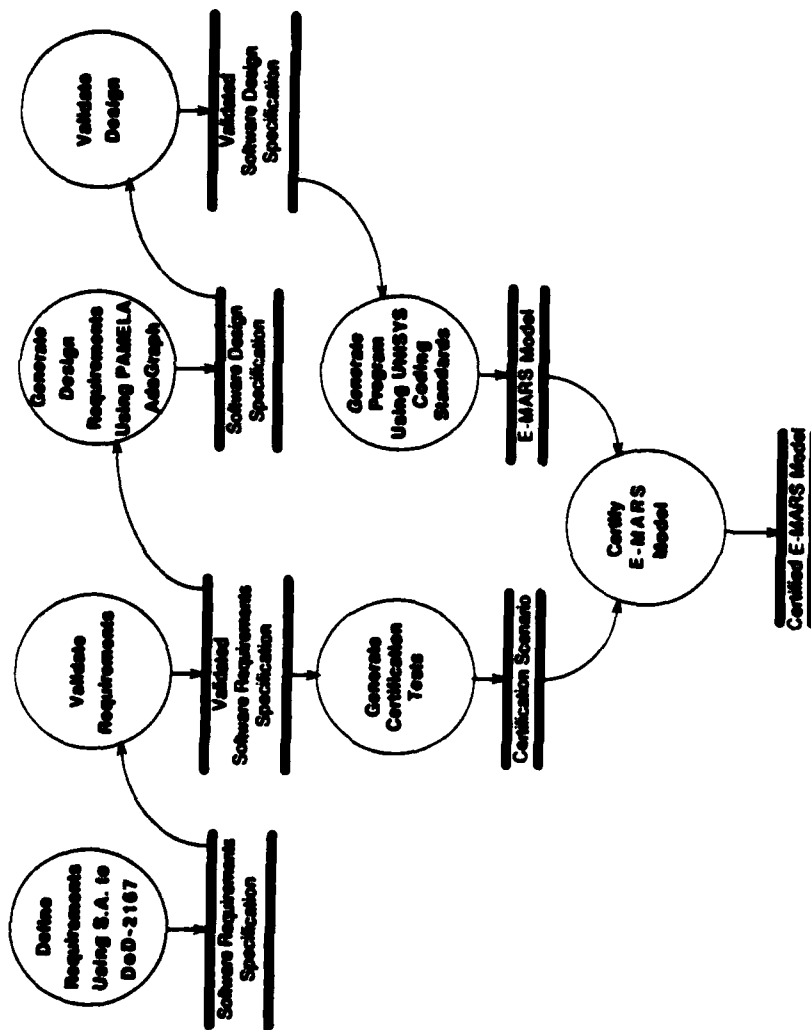 Define
Requirements
Using S.A. to
DoD-2167
Software Requirements
Specification
Validate
Requirements
Validated
Software Requirements
Specification
Generate
Design
Requirements
Using PAMELA
AdaGraph
Software Design
Specification
Validate
Design
Validated
Software Design
Specification
Generate
Certification
Tests
Certification Scenario
Generate
Program
Using UNISYS
Coding
Standards
E-MARS Model
Certify
E-MARS
Model
Certified E-MARS Model